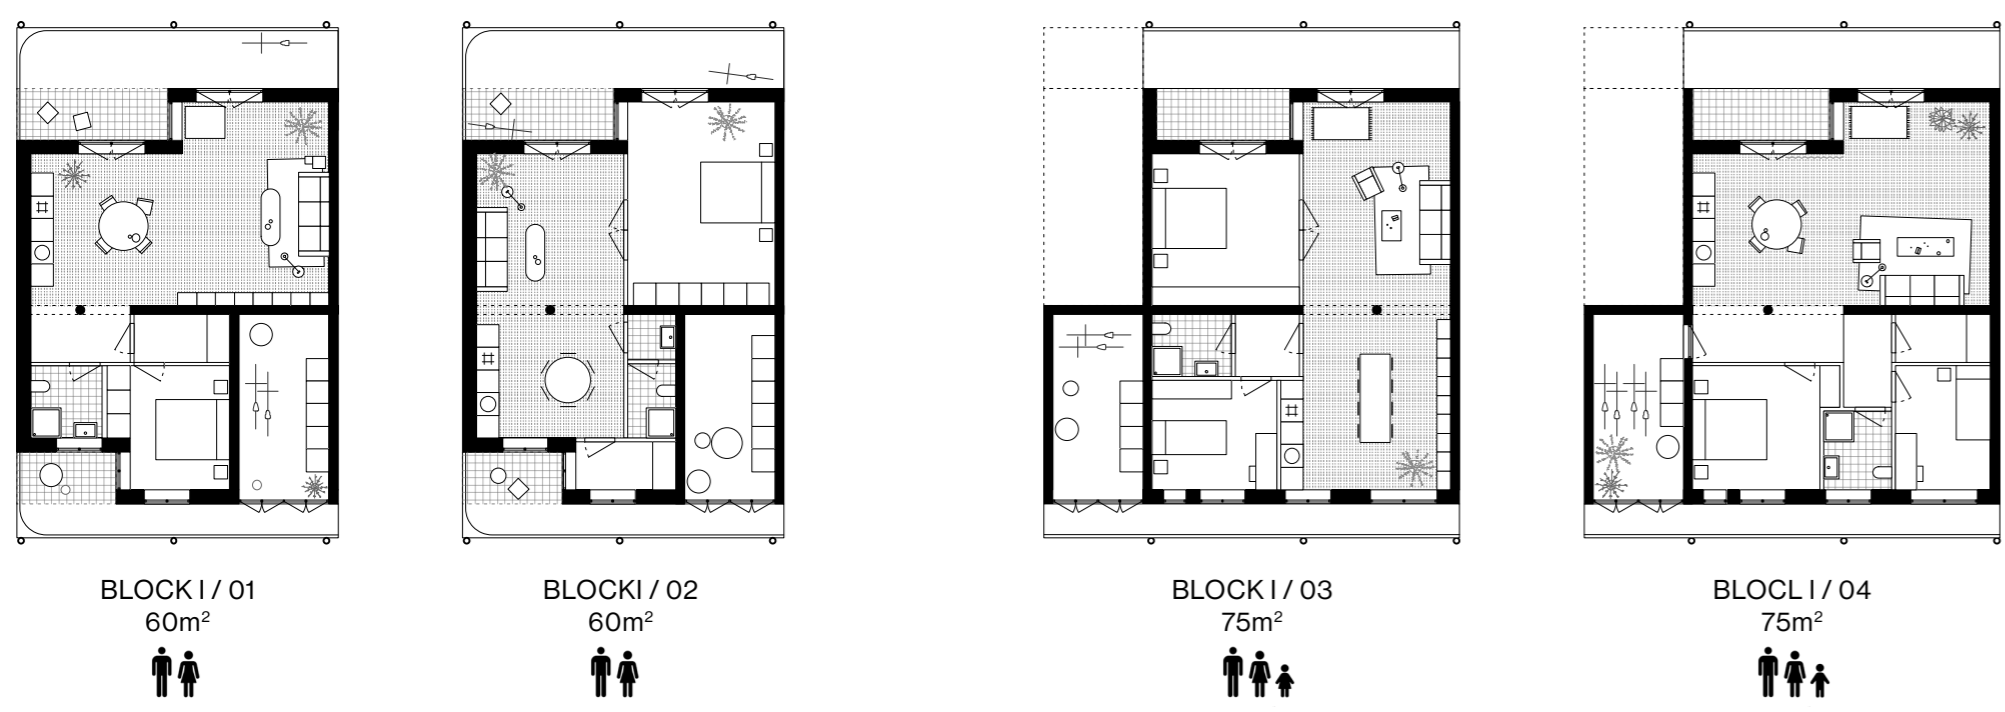 BLOCK I / 01
60m²
BLOCKI / 02
60m²
BLOCK I / 03
75m²
BLOCL I / 04
75m²